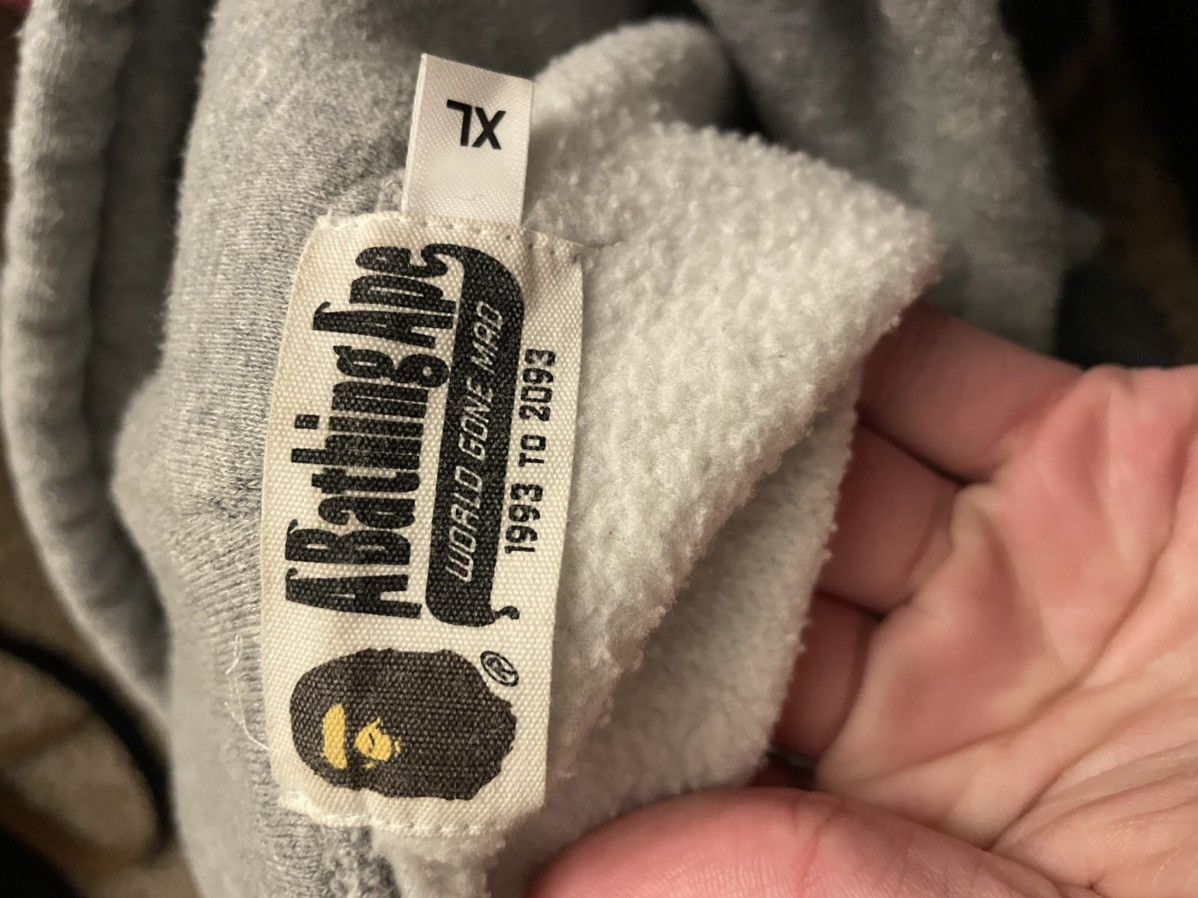 XL
A Bathing Ape
WORLD GONE MAD
1993 TO 2093
®